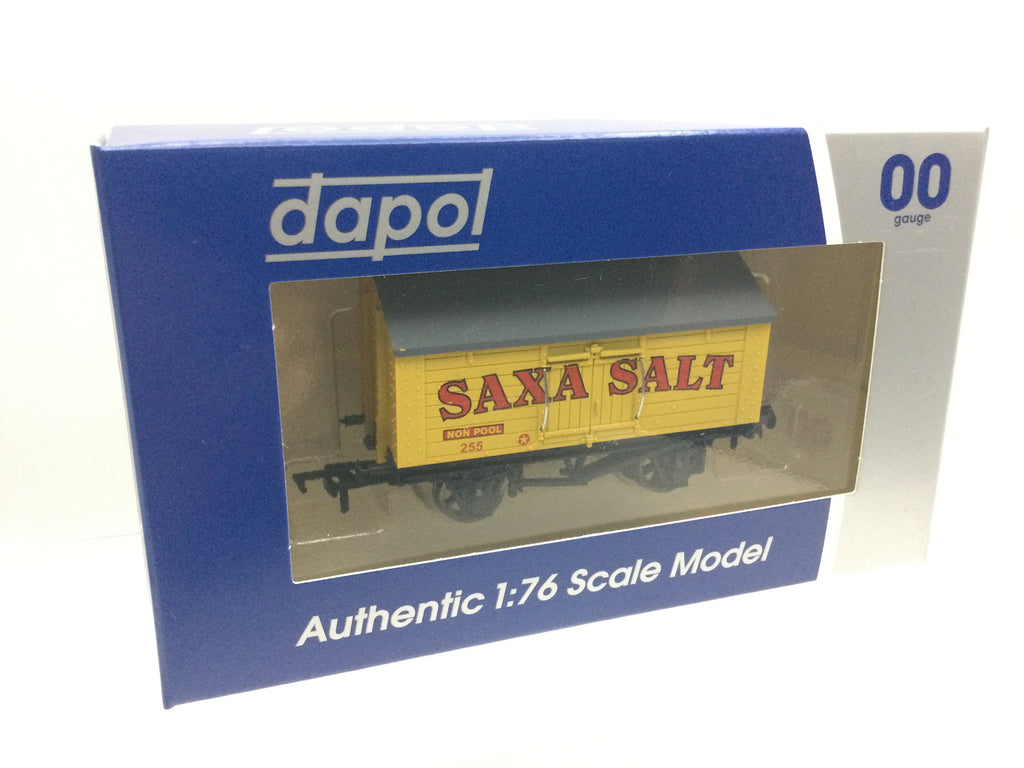 dapol
00
gauge
SAXA SALT
NON POOL
255
Authentic 1:76 Scale Model